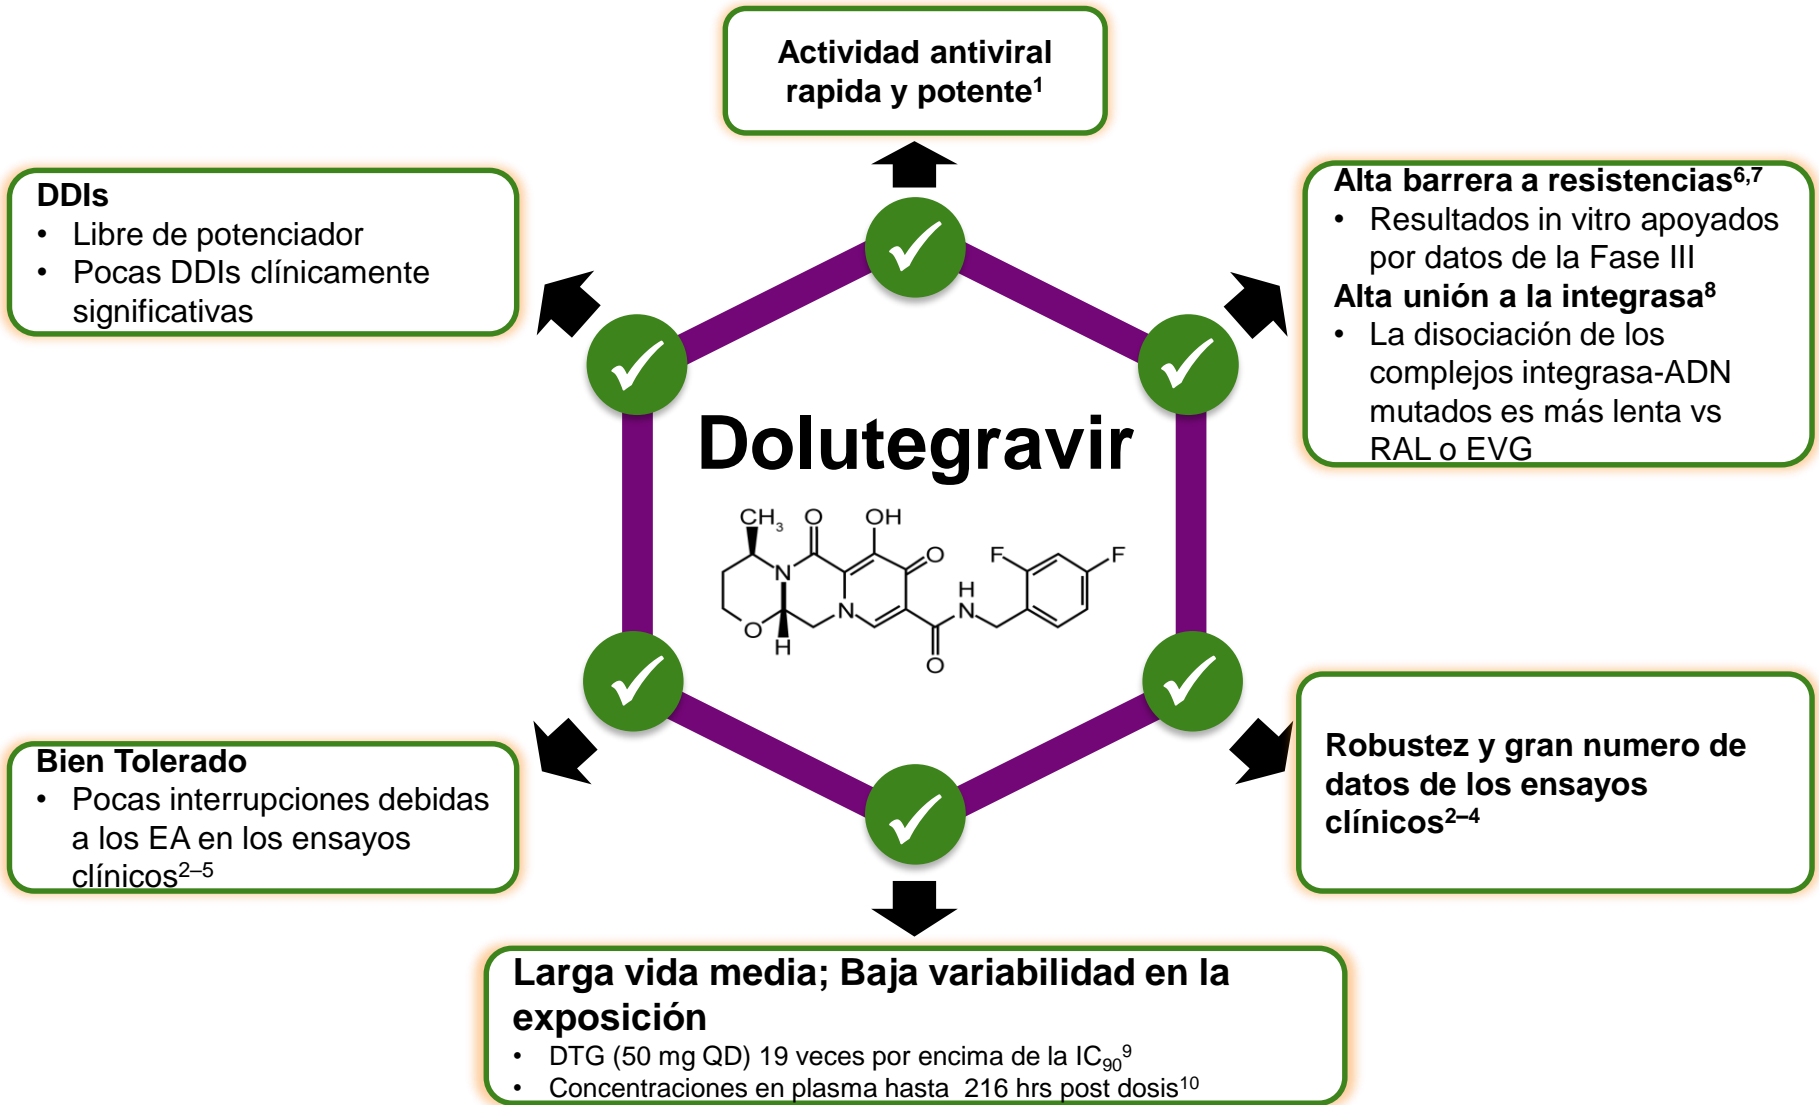 Actividad antiviral
rapida y potente¹
DDIs
• Libre de potenciador
• Pocas DDIs clínicamente
significativas
Alta barrera a resistencias⁶,⁷
• Resultados in vitro apoyados
por datos de la Fase III
Alta unión a la integrasa⁸
• La disociación de los
complejos integrasa-ADN
mutados es más lenta vs
RAL o EVG
Dolutegravir
CH₃ O OH
O F F
N
H
N N
O
H
O
Bien Tolerado
• Pocas interrupciones debidas
a los EA en los ensayos
clínicos²⁻⁵
Robustez y gran numero de
datos de los ensayos
clínicos²⁻⁴
Larga vida media; Baja variabilidad en la
exposición
• DTG (50 mg QD) 19 veces por encima de la IC₉₀⁹
• Concentraciones en plasma hasta 216 hrs post dosis¹⁰